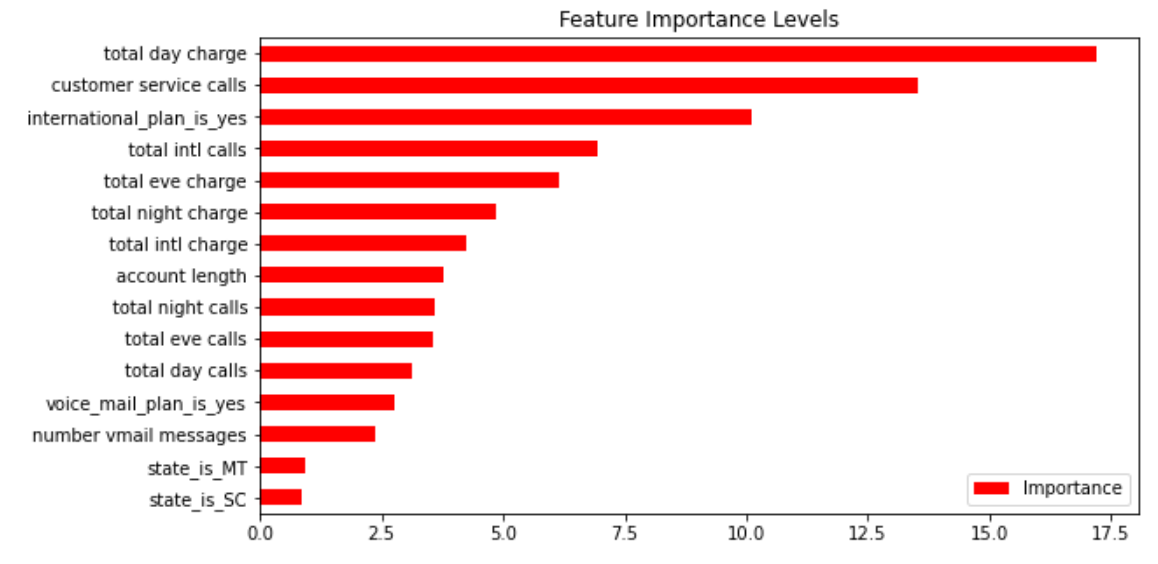 Feature Importance Levels
total day charge
customer service calls
international_plan_is_yes
total intl calls
total eve charge
total night charge
total intl charge
account length
total night calls
total eve calls
total day calls
voice_mail_plan_is_yes
number vmail messages
state_is_MT
state_is_SC
Importance
0.0 2.5 5.0 7.5 10.0 12.5 15.0 17.5